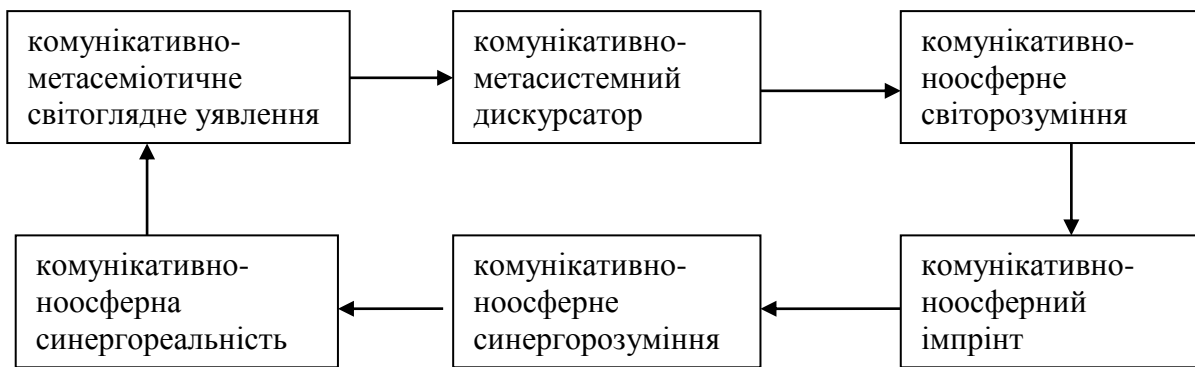 комунікативно-
метасеміотичне
світоглядне уявлення
комунікативно-
метасистемний
дискурсатор
комунікативно-
ноосферне
світорозуміння
комунікативно-
ноосферна
синергореальність
комунікативно-
ноосферне
синергорозуміння
комунікативно-
ноосферний
імпрінт